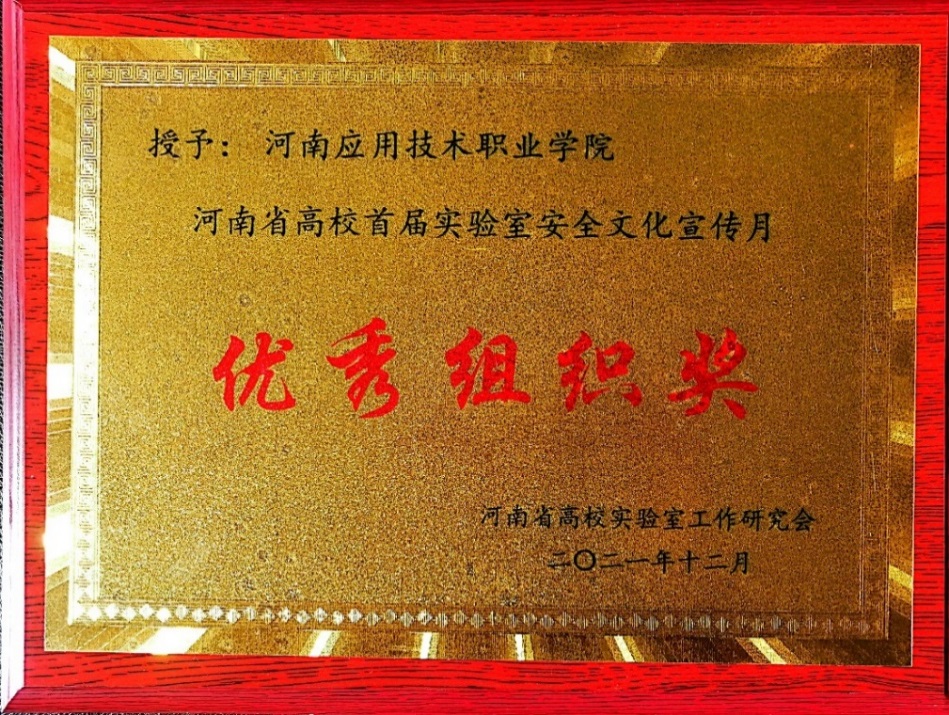 授予： 河南应用技术职业学院
河南省高校首届实验室安全文化宣传月
优秀组织奖
河南省高校实验室工作研究会
二〇二一年十二月